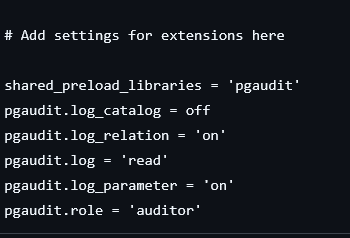 # Add settings for extensions here
shared_preload_libraries = 'pgaudit'
pgaudit.log_catalog = off
pgaudit.log_relation = 'on'
pgaudit.log = 'read'
pgaudit.log_parameter = 'on'
pgaudit.role = 'auditor'